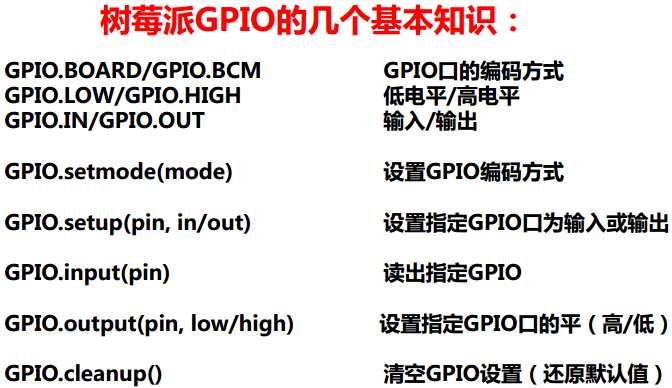 树莓派GPIO的几个基本知识：
GPIO.BOARD/GPIO.BCM GPIO口的编码方式
GPIO.LOW/GPIO.HIGH 低电平/高电平
GPIO.IN/GPIO.OUT 输入/输出
GPIO.setmode(mode) 设置GPIO编码方式
GPIO.setup(pin, in/out) 设置指定GPIO口为输入或输出
GPIO.input(pin) 读出指定GPIO
GPIO.output(pin, low/high) 设置指定GPIO口的平（高/低）
GPIO.cleanup() 清空GPIO设置（还原默认值）